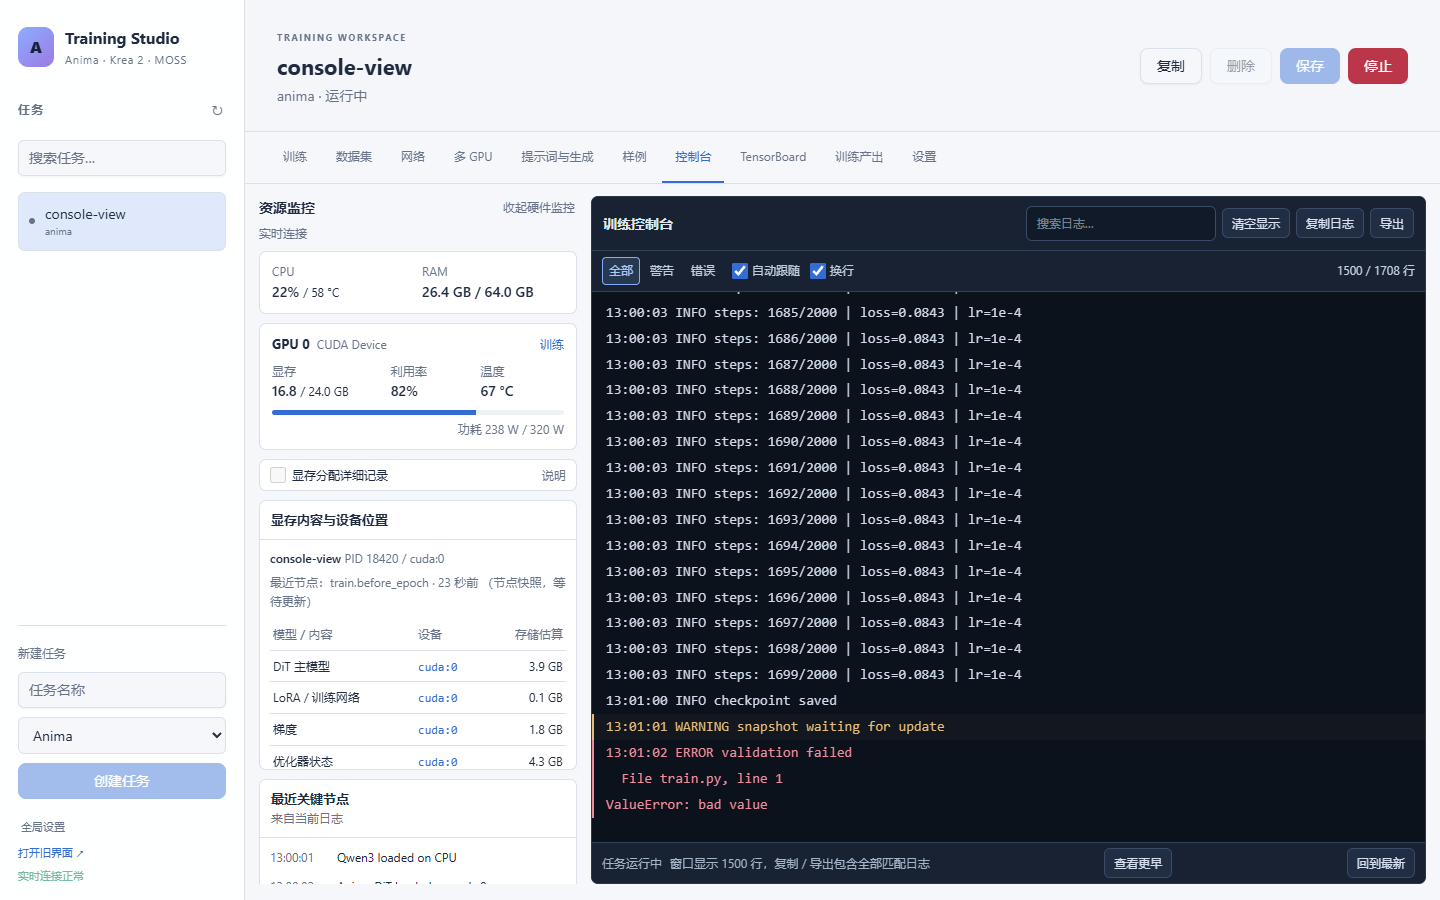 A
Training Studio
Anima · Krea 2 · MOSS
任务
↻
搜索任务...
console-view
anima
新建任务
任务名称
Anima
创建任务
全局设置
打开旧界面 ↗
实时连接正常
TRAINING WORKSPACE
console-view
anima · 运行中
复制 删除 保存 停止
训练 数据集 网络 多 GPU 提示词与生成 样例 控制台 TensorBoard 训练产出 设置
资源监控 收起硬件监控
实时连接
CPU RAM
22% / 58 °C 26.4 GB / 64.0 GB
GPU 0 CUDA Device 训练
显存 利用率 温度
16.8 / 24.0 GB 82% 67 °C
功耗 238 W / 320 W
显存分配详细记录 说明
显存内容与设备位置
console-view PID 18420 / cuda:0
最近节点：train.before_epoch · 23 秒前 （节点快照，等
待更新）
模型 / 内容 设备 存储估算
DiT 主模型 cuda:0 3.9 GB
LoRA / 训练网络 cuda:0 0.1 GB
梯度 cuda:0 1.8 GB
优化器状态 cuda:0 4.3 GB
最近关键节点
来自当前日志
13:00:01 Qwen3 loaded on CPU
训练控制台 搜索日志... 清空显示 复制日志 导出
全部 警告 错误 自动跟随 换行 1500 / 1708 行
13:00:03 INFO steps: 1685/2000 | loss=0.0843 | lr=1e-4
13:00:03 INFO steps: 1686/2000 | loss=0.0843 | lr=1e-4
13:00:03 INFO steps: 1687/2000 | loss=0.0843 | lr=1e-4
13:00:03 INFO steps: 1688/2000 | loss=0.0843 | lr=1e-4
13:00:03 INFO steps: 1689/2000 | loss=0.0843 | lr=1e-4
13:00:03 INFO steps: 1690/2000 | loss=0.0843 | lr=1e-4
13:00:03 INFO steps: 1691/2000 | loss=0.0843 | lr=1e-4
13:00:03 INFO steps: 1692/2000 | loss=0.0843 | lr=1e-4
13:00:03 INFO steps: 1693/2000 | loss=0.0843 | lr=1e-4
13:00:03 INFO steps: 1694/2000 | loss=0.0843 | lr=1e-4
13:00:03 INFO steps: 1695/2000 | loss=0.0843 | lr=1e-4
13:00:03 INFO steps: 1696/2000 | loss=0.0843 | lr=1e-4
13:00:03 INFO steps: 1697/2000 | loss=0.0843 | lr=1e-4
13:00:03 INFO steps: 1698/2000 | loss=0.0843 | lr=1e-4
13:00:03 INFO steps: 1699/2000 | loss=0.0843 | lr=1e-4
13:01:00 INFO checkpoint saved
13:01:01 WARNING snapshot waiting for update
13:01:02 ERROR validation failed
File train.py, line 1
ValueError: bad value
任务运行中 窗口显示 1500 行，复制 / 导出包含全部匹配日志 查看更早 回到最新